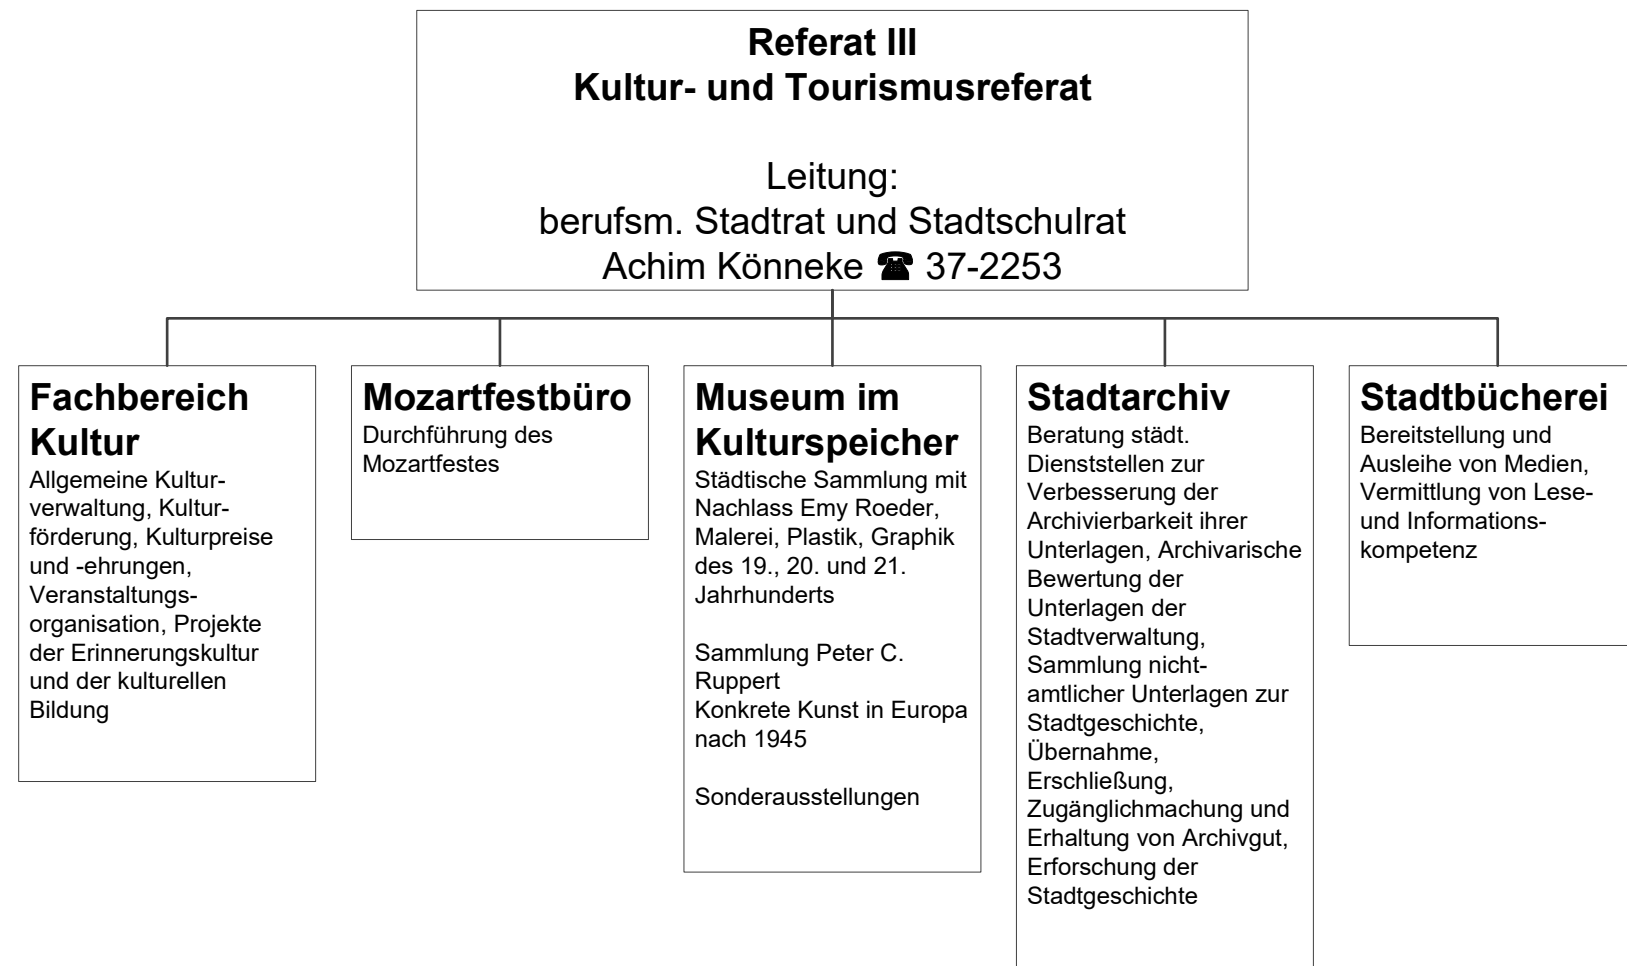 Referat III
Kultur- und Tourismusreferat
Leitung:
berufsm. Stadtrat und Stadtschulrat
Achim Könneke ☎ 37-2253
Fachbereich
Kultur
Allgemeine Kultur-
verwaltung, Kultur-
förderung, Kulturpreise
und -ehrungen,
Veranstaltungs-
organisation, Projekte
der Erinnerungskultur
und der kulturellen
Bildung
Mozartfestbüro
Durchführung des
Mozartfestes
Museum im
Kulturspeicher
Städtische Sammlung mit
Nachlass Emy Roeder,
Malerei, Plastik, Graphik
des 19., 20. und 21.
Jahrhunderts
Sammlung Peter C.
Ruppert
Konkrete Kunst in Europa
nach 1945
Sonderausstellungen
Stadtarchiv
Beratung städt.
Dienststellen zur
Verbesserung der
Archivierbarkeit ihrer
Unterlagen, Archivarische
Bewertung der
Unterlagen der
Stadtverwaltung,
Sammlung nicht-
amtlicher Unterlagen zur
Stadtgeschichte,
Übernahme,
Erschließung,
Zugänglichmachung und
Erhaltung von Archivgut,
Erforschung der
Stadtgeschichte
Stadtbücherei
Bereitstellung und
Ausleihe von Medien,
Vermittlung von Lese-
und Informations-
kompetenz